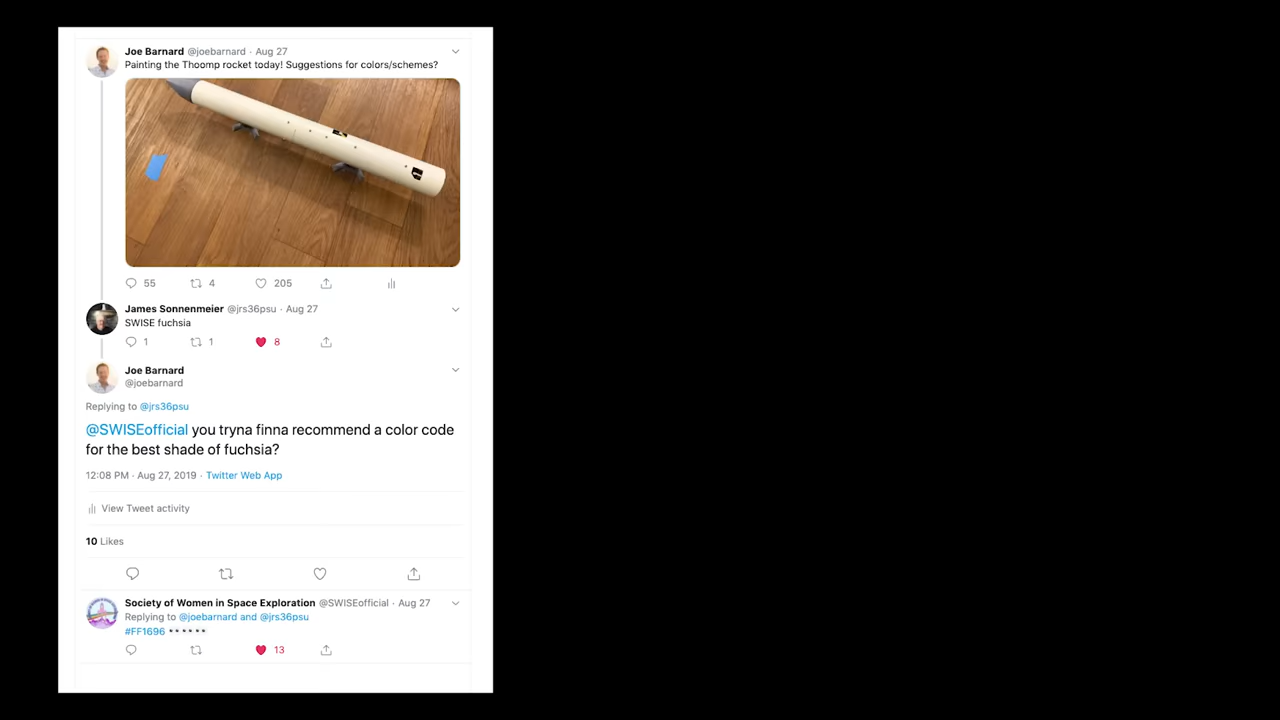 Joe Barnard @joebarnard · Aug 27
Painting the Thoomp rocket today! Suggestions for colors/schemes?
55 4 205
James Sonnenmeier @jrs36psu · Aug 27
SWISE fuchsia
1 1 8
Joe Barnard
@joebarnard
Replying to @jrs36psu
@SWISEofficial you tryna finna recommend a color code
for the best shade of fuchsia?
12:08 PM · Aug 27, 2019 · Twitter Web App
View Tweet activity
10 Likes
Society of Women in Space Exploration @SWISEofficial · Aug 27
Replying to @joebarnard and @jrs36psu
#FF1696
13